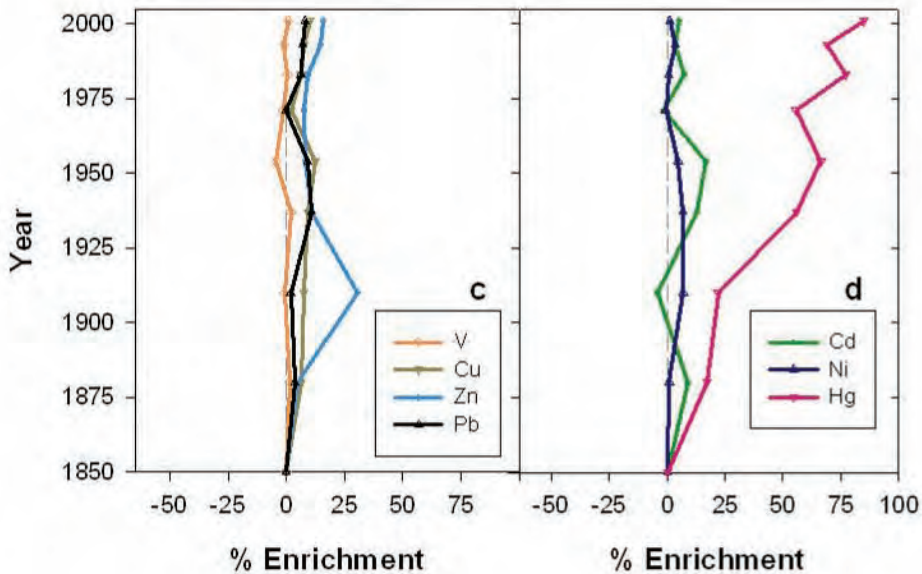 Year
2000
1975
1950
1925
1900
1875
1850
c
V
Cu
Zn
Pb
-50 -25 0 25 50 75
% Enrichment
d
Cd
Ni
Hg
-50 -25 0 25 50 75 100
% Enrichment